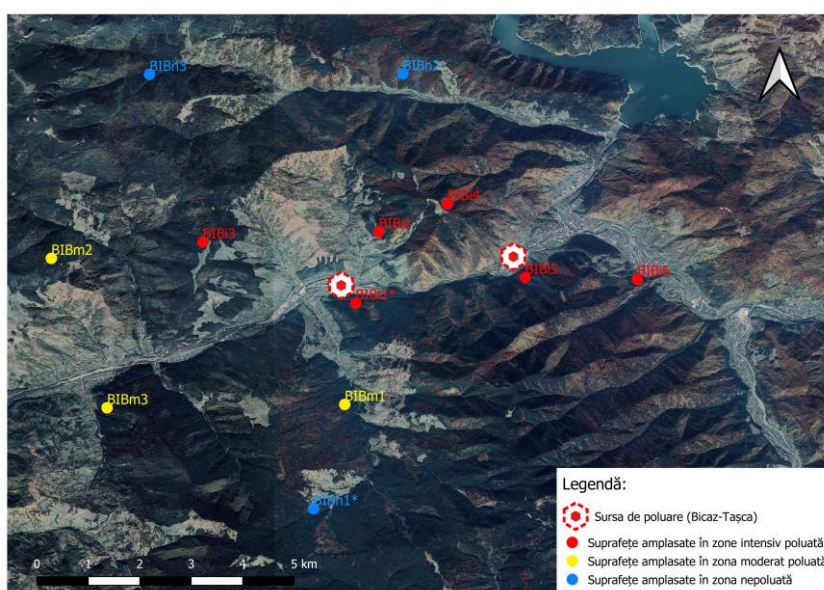 BIBn3
BIBn2
BIBi4
BIBi3
BIBm2
BIBi5
BIBi6
BIBm3
BIBm1
BIBn1*
0 1 2 3 4 5 km
Legendă:
Sursa de poluare (Bicaz-Tașca)
Suprafețe amplasate în zone intensiv poluată
Suprafețe amplasate în zona moderat poluată
Suprafețe amplasate în zona nepoluată